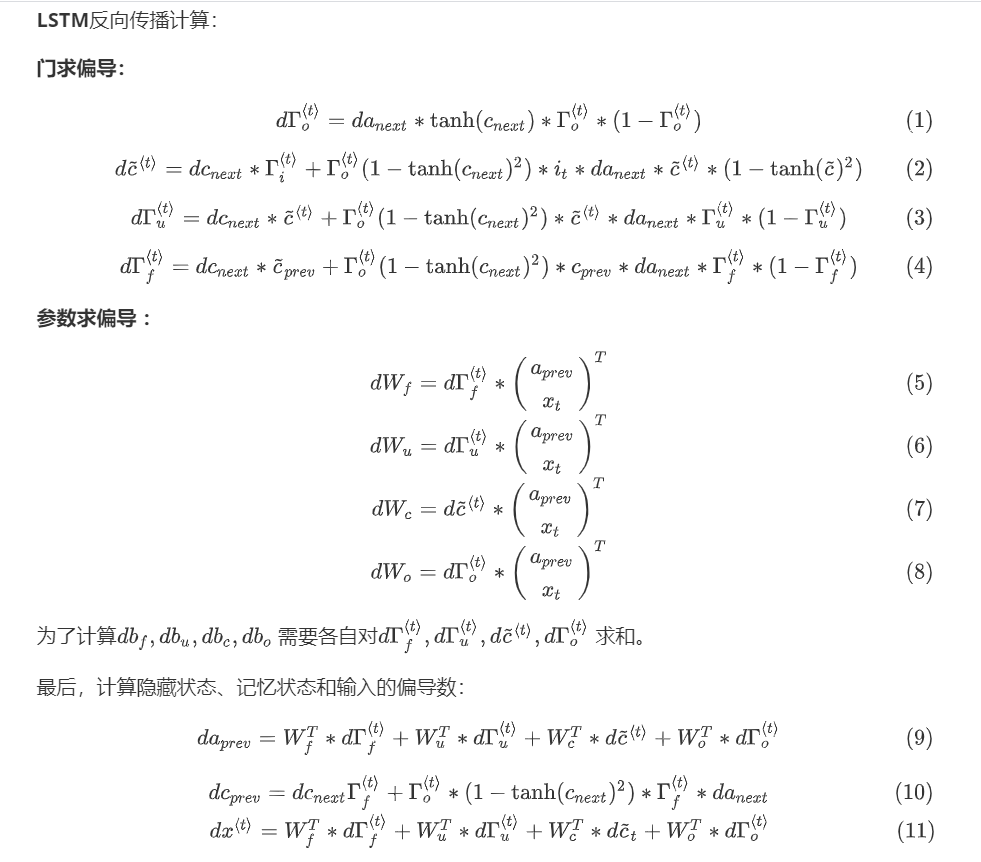 LSTM反向传播计算：
门求偏导：
$d\Gamma_o^{\langle t\rangle} = da_{next} * \tanh(c_{next}) * \Gamma_o^{\langle t\rangle} * (1 - \Gamma_o^{\langle t\rangle})$ (1)
$d\tilde{c}^{\langle t\rangle} = dc_{next} * \Gamma_i^{\langle t\rangle} + \Gamma_o^{\langle t\rangle}(1 - \tanh(c_{next})^2) * i_t * da_{next} * \tilde{c}^{\langle t\rangle} * (1 - \tanh(\tilde{c})^2)$ (2)
$d\Gamma_u^{\langle t\rangle} = dc_{next} * \tilde{c}^{\langle t\rangle} + \Gamma_o^{\langle t\rangle}(1 - \tanh(c_{next})^2) * \tilde{c}^{\langle t\rangle} * da_{next} * \Gamma_u^{\langle t\rangle} * (1 - \Gamma_u^{\langle t\rangle})$ (3)
$d\Gamma_f^{\langle t\rangle} = dc_{next} * \tilde{c}_{prev} + \Gamma_o^{\langle t\rangle}(1 - \tanh(c_{next})^2) * c_{prev} * da_{next} * \Gamma_f^{\langle t\rangle} * (1 - \Gamma_f^{\langle t\rangle})$ (4)
参数求偏导：
$dW_f = d\Gamma_f^{\langle t\rangle} * \begin{pmatrix} a_{prev} \\ x_t \end{pmatrix}^T$ (5)
$dW_u = d\Gamma_u^{\langle t\rangle} * \begin{pmatrix} a_{prev} \\ x_t \end{pmatrix}^T$ (6)
$dW_c = d\tilde{c}^{\langle t\rangle} * \begin{pmatrix} a_{prev} \\ x_t \end{pmatrix}^T$ (7)
$dW_o = d\Gamma_o^{\langle t\rangle} * \begin{pmatrix} a_{prev} \\ x_t \end{pmatrix}^T$ (8)
为了计算$db_f, db_u, db_c, db_o$ 需要各自对$d\Gamma_f^{\langle t\rangle}, d\Gamma_u^{\langle t\rangle}, d\tilde{c}^{\langle t\rangle}, d\Gamma_o^{\langle t\rangle}$ 求和。
最后，计算隐藏状态、记忆状态和输入的偏导数：
$da_{prev} = W_f^T * d\Gamma_f^{\langle t\rangle} + W_u^T * d\Gamma_u^{\langle t\rangle} + W_c^T * d\tilde{c}^{\langle t\rangle} + W_o^T * d\Gamma_o^{\langle t\rangle}$ (9)
$dc_{prev} = dc_{next}\Gamma_f^{\langle t\rangle} + \Gamma_o^{\langle t\rangle} * (1 - \tanh(c_{next})^2) * \Gamma_f^{\langle t\rangle} * da_{next}$ (10)
$dx^{\langle t\rangle} = W_f^T * d\Gamma_f^{\langle t\rangle} + W_u^T * d\Gamma_u^{\langle t\rangle} + W_c^T * d\tilde{c}_t + W_o^T * d\Gamma_o^{\langle t\rangle}$ (11)